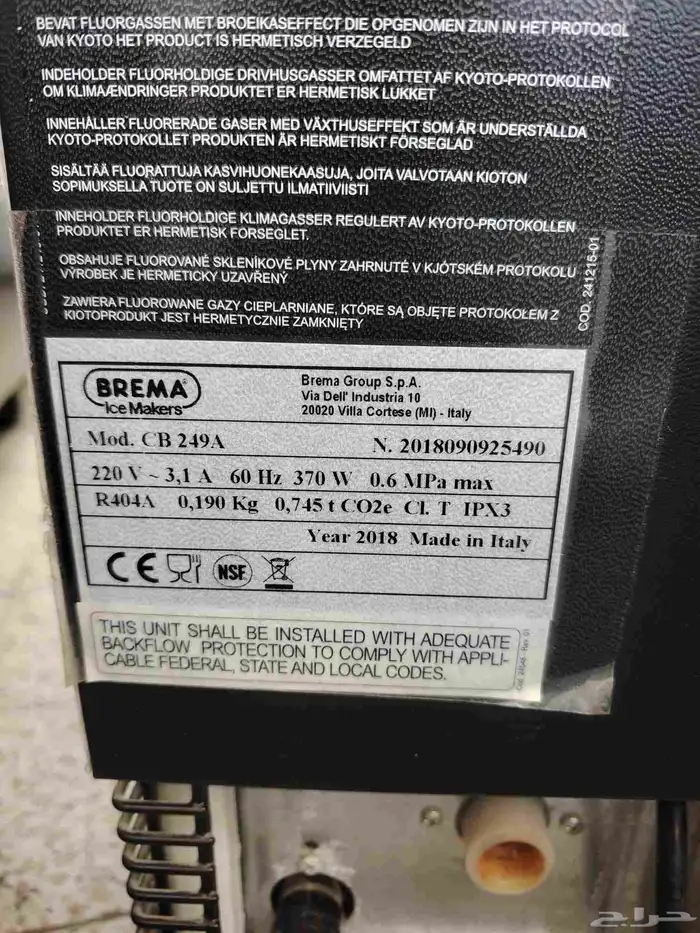 BEVAT FLUORGASSEN MET BROEIKASEFFECT DIE OPGENOMEN ZIJN IN HET PROTOCOL
VAN KYOTO HET PRODUCT IS HERMETISCH VERZEGELD
INDEHOLDER FLUORHOLDIGE DRIVHUSGASSER OMFATTET AF KYOTO-PROTOKOLLEN
OM KLIMAÆNDRINGER PRODUKTET ER HERMETISK LUKKET
INNEHÅLLER FLUORERADE GASER MED VÄXTHUSEFFEKT SOM ÄR UNDERSTÄLLDA
KYOTO-PROTOKOLLET PRODUKTEN ÄR HERMETISKT FÖRSEGLAD
SISÄLTÄÄ FLUORATTUJA KASVIHUONEKAASUJA, JOITA VALVOTAAN KIOTON
SOPIMUKSELLA TUOTE ON SULJETTU ILMATIIVIISTI
INNEHOLDER FLUORHOLDIGE KLIMAGASSER REGULERT AV KYOTO-PROTOKOLLEN
PRODUKTET ER HERMETISK FORSEGLET.
OBSAHUJE FLUOROVANÉ SKLENÍKOVÉ PLYNY ZAHRNUTÉ V KJÓTSKÉM PROTOKOLU
VÝROBEK JE HERMETICKY UZAVŘENÝ
ZAWIERA FLUOROWANE GAZY CIEPLARNIANE, KTÓRE SĄ OBJĘTE PROTOKOŁEM Z
KIOTOPRODUKT JEST HERMETYCZNIE ZAMKNIĘTY
COD. 241215-01
BREMA®
Ice Makers
Brema Group S.p.A.
Via Dell' Industria 10
20020 Villa Cortese (MI) - Italy
Mod. CB 249A N. 2018090925490
220 V ~ 3,1 A 60 Hz 370 W 0.6 MPa max
R404A 0,190 Kg 0,745 t CO2e Cl. T IPX3
Year 2018 Made in Italy
CE NSF
THIS UNIT SHALL BE INSTALLED WITH ADEQUATE
BACKFLOW PROTECTION TO COMPLY WITH APPLI-
CABLE FEDERAL, STATE AND LOCAL CODES.
حراج